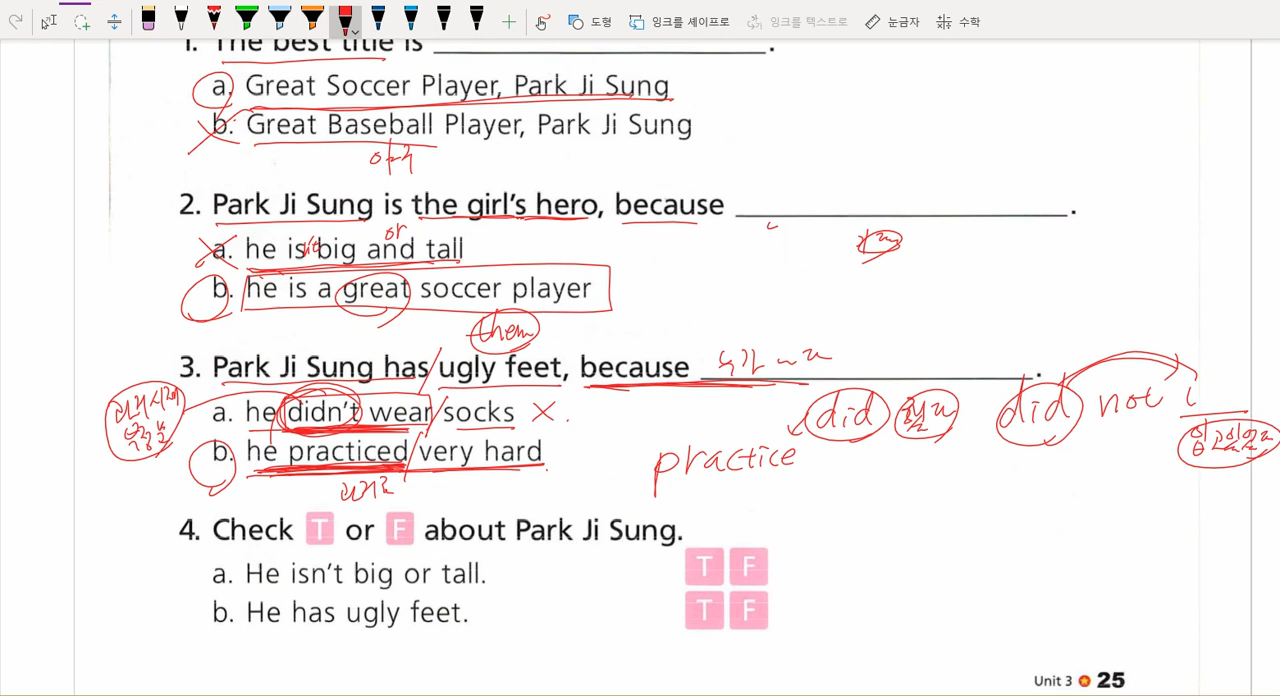 도형 잉크를 셰이프로 잉크를 텍스트로 눈금자 수학
1. The best title is ____________.
a. Great Soccer Player, Park Ji Sung
b. Great Baseball Player, Park Ji Sung
야구
2. Park Ji Sung is the girl's hero, because ____________.
or
a. he is big and tall
b. he is a great soccer player
them
3. Park Ji Sung has ugly feet, because ____________.
a. he didn't wear socks
did did not
b. he practiced very hard
practice
4. Check T or F about Park Ji Sung.
a. He isn't big or tall. T F
b. He has ugly feet. T F
Unit 3 25